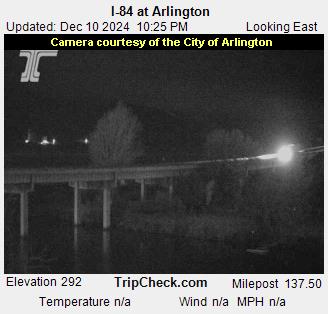 I-84 at Arlington
Updated: Dec 10 2024 10:25 PM Looking East
Camera courtesy of the City of Arlington
Elevation 292 TripCheck.com Milepost 137.50
Temperature n/a Wind n/a MPH n/a